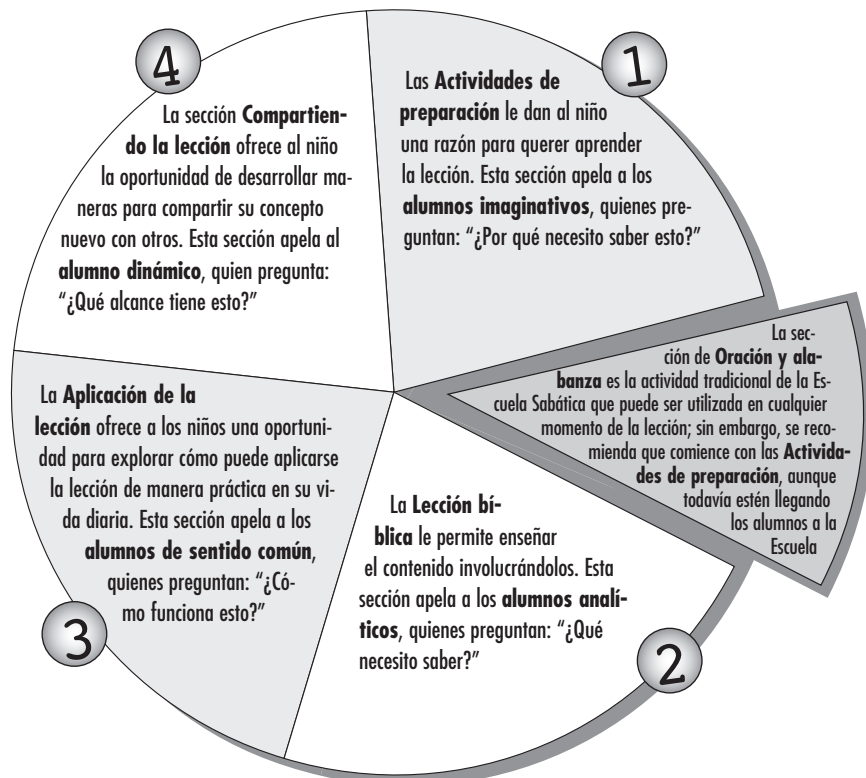 1
Las Actividades de
preparación le dan al niño
una razón para querer aprender
la lección. Esta sección apela a los
alumnos imaginativos, quienes pre-
guntan: “¿Por qué necesito saber esto?”
La sec-
ción de Oración y ala-
banza es la actividad tradicional de la Es-
cuela Sabática que puede ser utilizada en cualquier
momento de la lección; sin embargo, se reco-
mienda que comience con las Activida-
des de preparación, aunque
todavía estén llegando
los alumnos a la
Escuela
2
La Lección bí-
blica le permite enseñar
el contenido involucrándolos. Esta
sección apela a los alumnos analí-
ticos, quienes preguntan: “¿Qué
necesito saber?”
3
La Aplicación de la
lección ofrece a los niños una oportuni-
dad para explorar cómo puede aplicarse
la lección de manera práctica en su vi-
da diaria. Esta sección apela a los
alumnos de sentido común,
quienes preguntan: “¿Có-
mo funciona esto?”
4
La sección Compartien-
do la lección ofrece al niño
la oportunidad de desarrollar ma-
neras para compartir su concepto
nuevo con otros. Esta sección apela al
alumno dinámico, quien pregunta:
“¿Qué alcance tiene esto?”